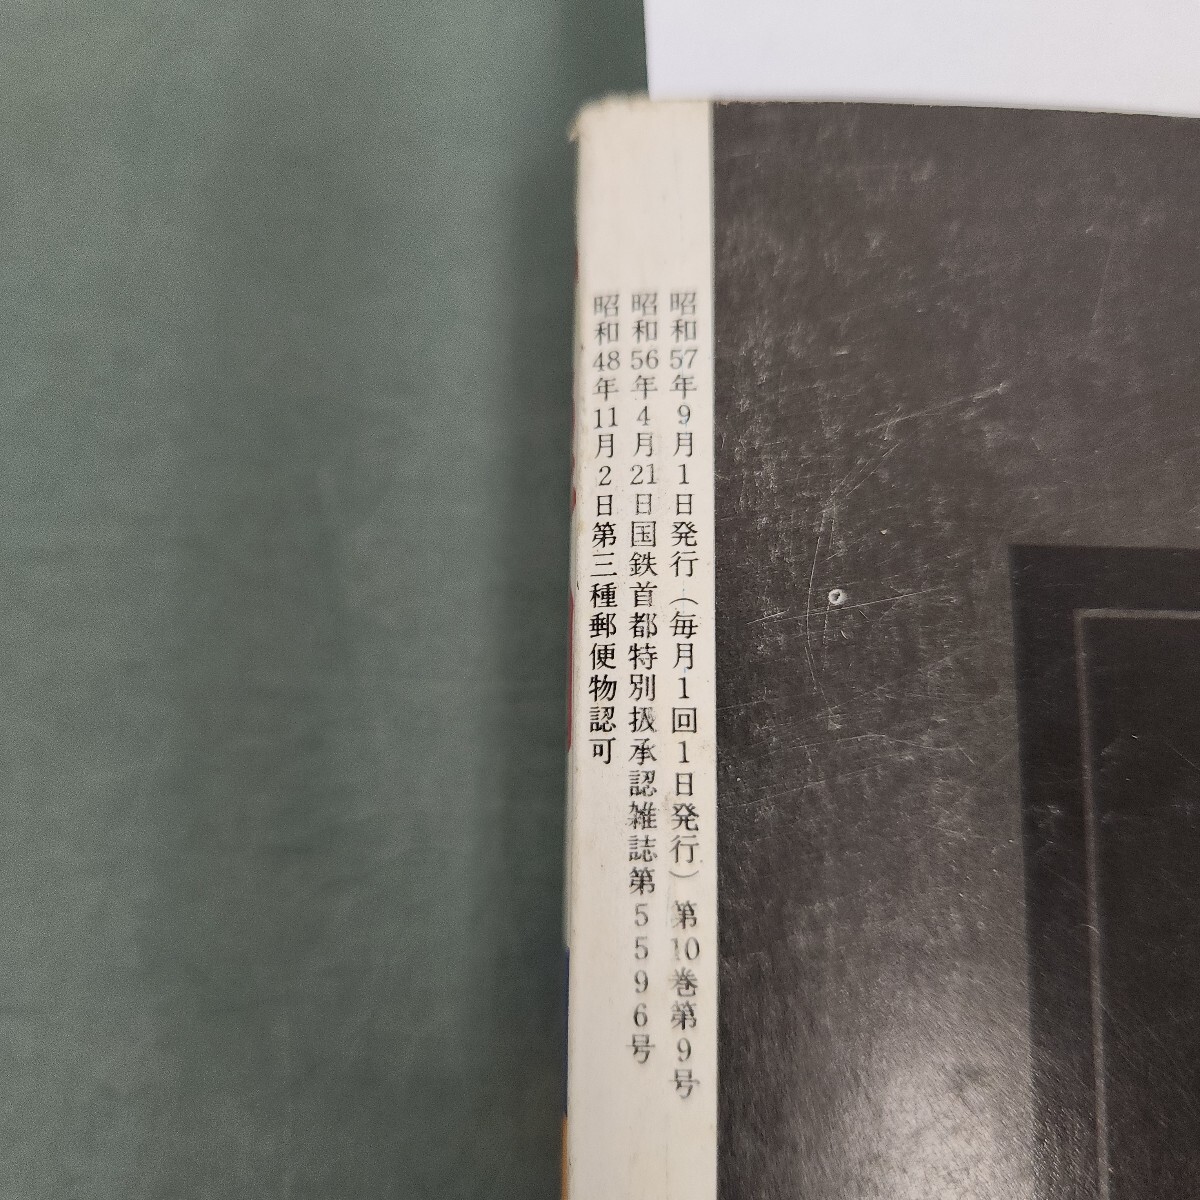 昭和57年9月1日発行(毎月1回1日発行) 第10巻第9号
昭和56年4月21日国鉄首都特別扱承認雑誌第5596号
昭和48年11月2日第三種郵便物認可